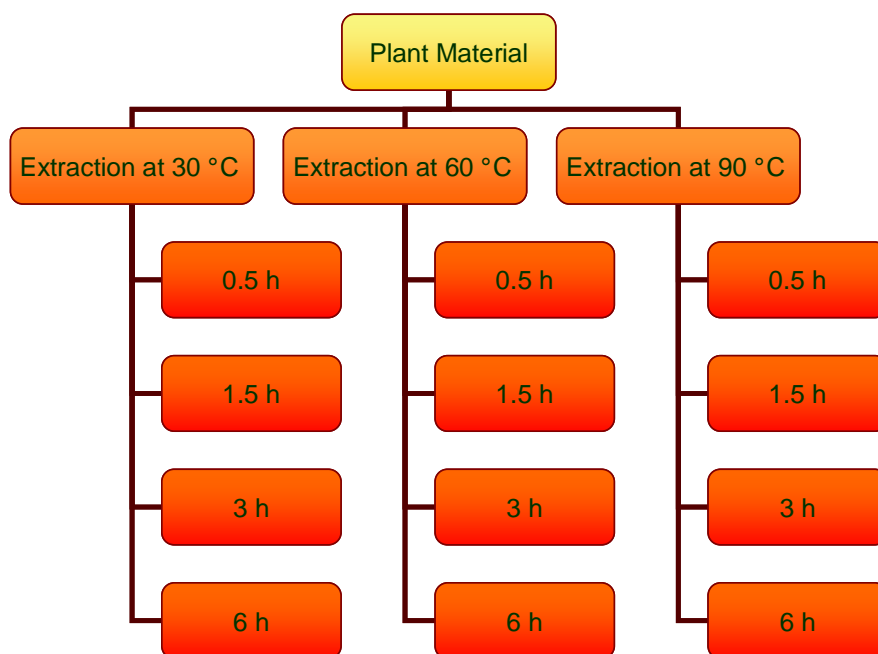 Plant Material
Extraction at 30 °C
Extraction at 60 °C
Extraction at 90 °C
0.5 h
0.5 h
0.5 h
1.5 h
1.5 h
1.5 h
3 h
3 h
3 h
6 h
6 h
6 h